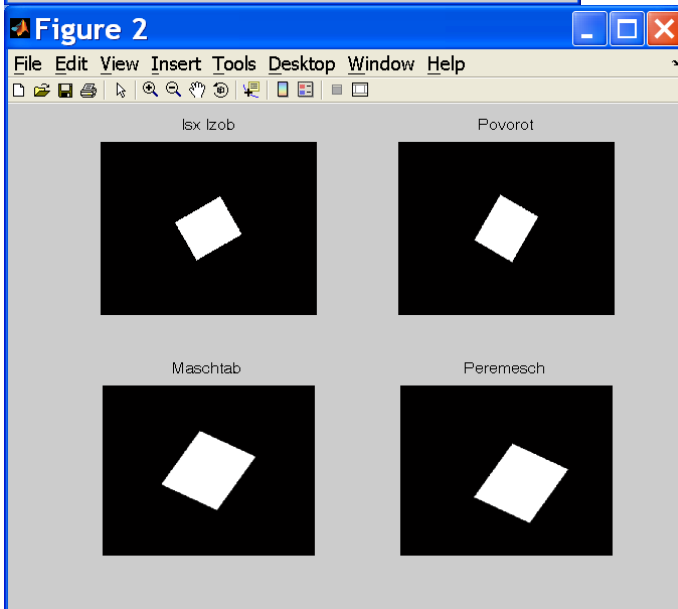 Figure 2
File Edit View Insert Tools Desktop Window Help
Isx Izob
Povorot
Maschtab
Peremesch